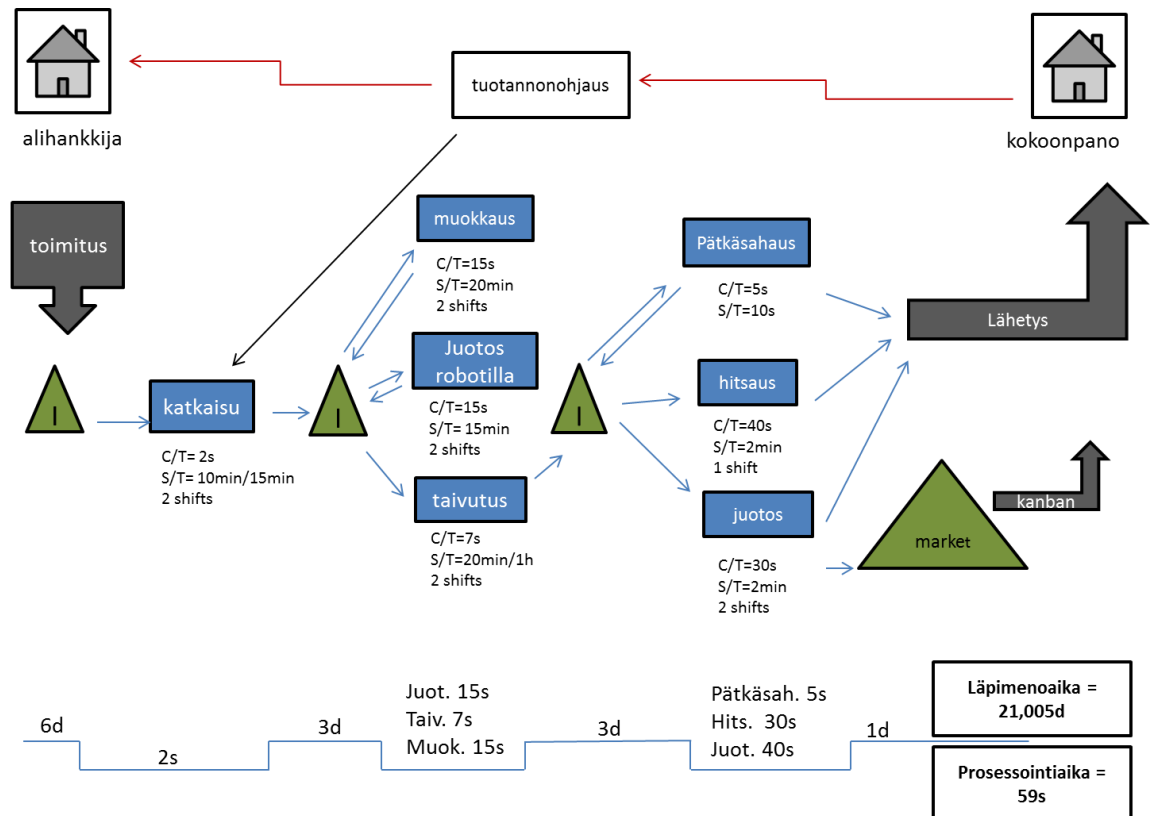 alihankkija
tuotannonohjaus
kokoonpano
toimitus
muokkaus
C/T=15s
S/T=20min
2 shifts
Pätkäsahaus
C/T=5s
S/T=10s
Lähetys
I
katkaisu
C/T= 2s
S/T= 10min/15min
2 shifts
I
Juotos
robotilla
C/T=15s
S/T= 15min
2 shifts
I
hitsaus
C/T=40s
S/T=2min
1 shift
taivutus
C/T=7s
S/T=20min/1h
2 shifts
juotos
C/T=30s
S/T=2min
2 shifts
market
kanban
6d
2s
3d
Juot. 15s
Taiv. 7s
Muok. 15s
3d
Pätkäsah. 5s
Hits.  30s
Juot. 40s
1d
Läpimenoaika =
21,005d
Prosessointiaika =
59s